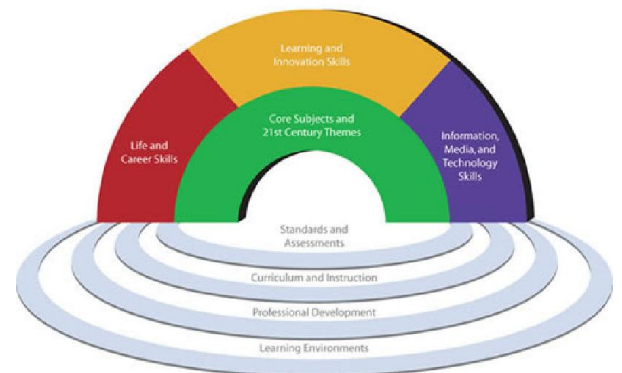 Learning and
Innovation Skills
Core Subjects and
21st Century Themes
Life and
Career Skills
Information,
Media, and
Technology
Skills
Standards and
Assessments
Curriculum and Instruction
Professional Development
Learning Environments